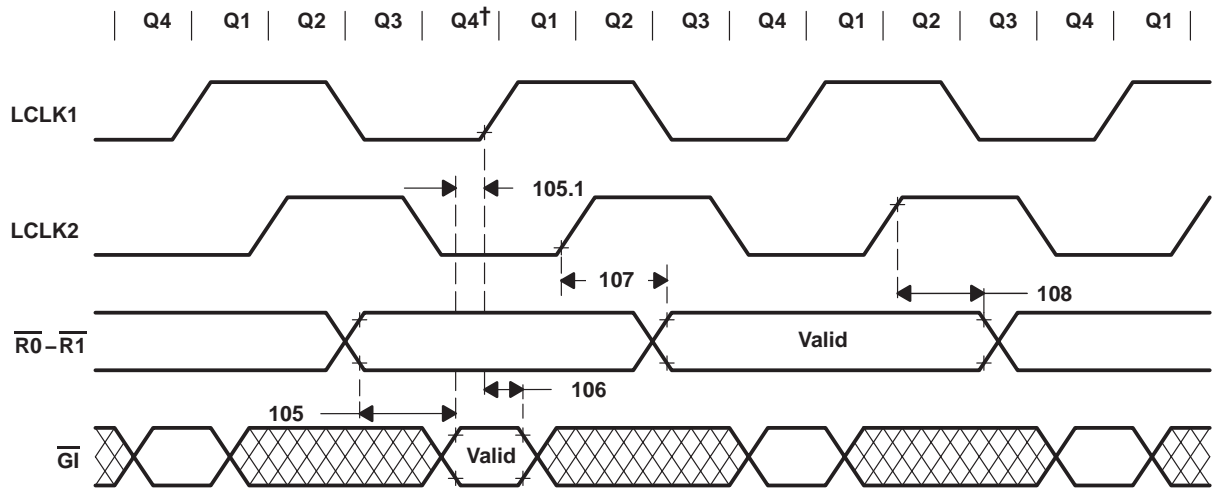 Q4 Q1 Q2 Q3 Q4† Q1 Q2 Q3 Q4 Q1 Q2 Q3 Q4 Q1
LCLK1
105.1
LCLK2
107
108
R0–R1
Valid
106
105
GI
Valid